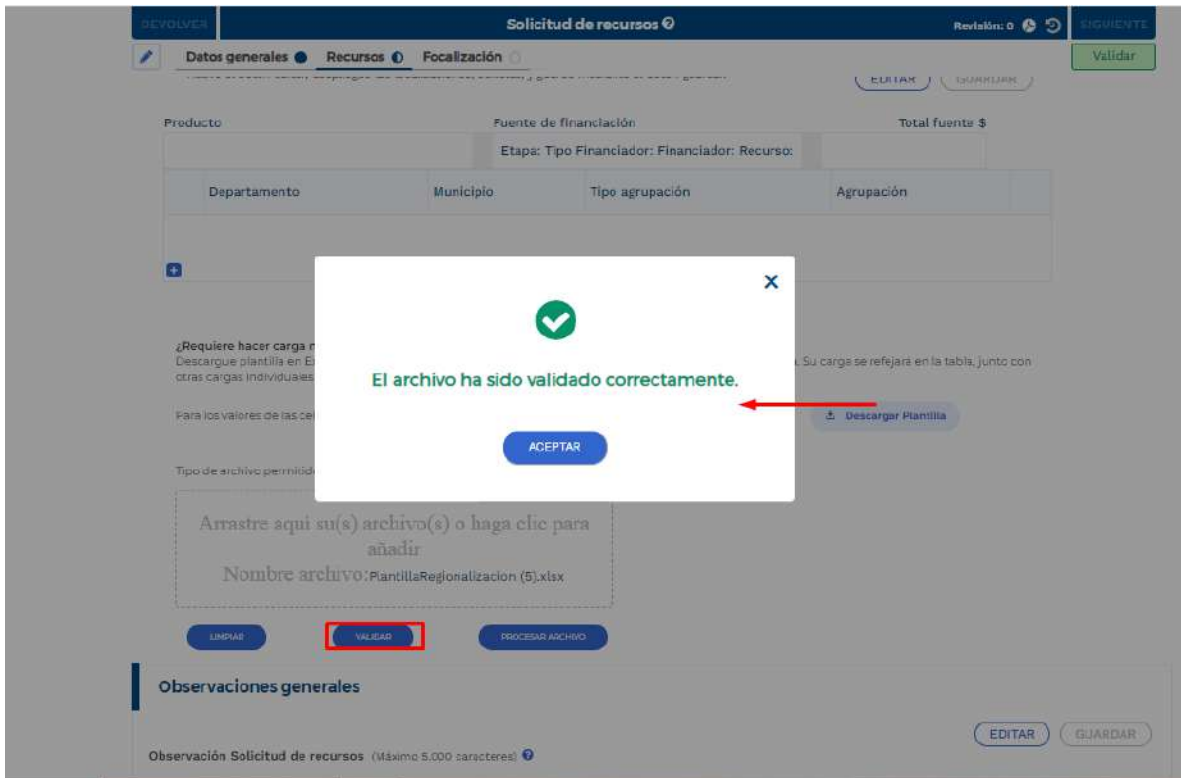 DEVOLVER
Solicitud de recursos
Revisión: 0
SIGUIENTE
Datos generales
Recursos
Focalización
Validar
EDITAR
GUARDAR
Producto
Fuente de financiación
Total fuente $
Etapa: Tipo Financiador: Financiador: Recurso:
Departamento
Municipio
Tipo agrupación
Agrupación
¿Requiere hacer carga
Descargue plantilla en
Su carga se refejará en la tabla, junto con
otras cargas individuales
El archivo ha sido validado correctamente.
Para los valores de las
Descargar Plantilla
ACEPTAR
Tipo de archivo
Arrastre aqui su(s) archivo(s) o haga clic para
añadir
Nombre archivo:PlantillaRegionalizacion (5).xlsx
LIMPIAR
VALIDAR
PROCESAR ARCHIVO
Observaciones generales
EDITAR
GUARDAR
Observación Solicitud de recursos (Máximo 5.000 caracteres)